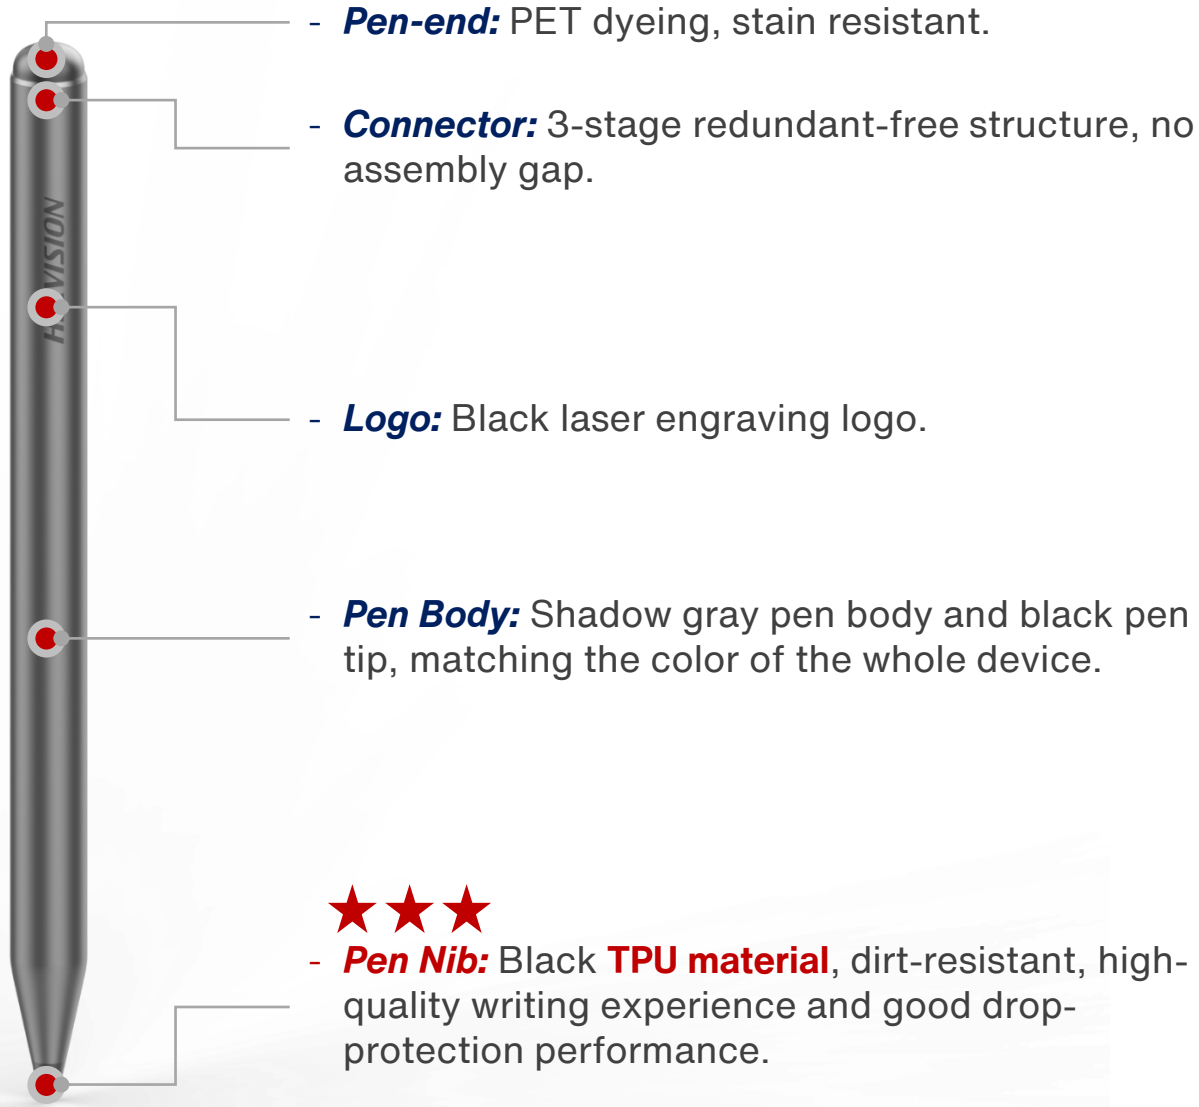 - Pen-end: PET dyeing, stain resistant.
- Connector: 3-stage redundant-free structure, no
assembly gap.
HIKVISION
- Logo: Black laser engraving logo.
- Pen Body: Shadow gray pen body and black pen
tip, matching the color of the whole device.
- Pen Nib: Black TPU material, dirt-resistant, high-
quality writing experience and good drop-
protection performance.